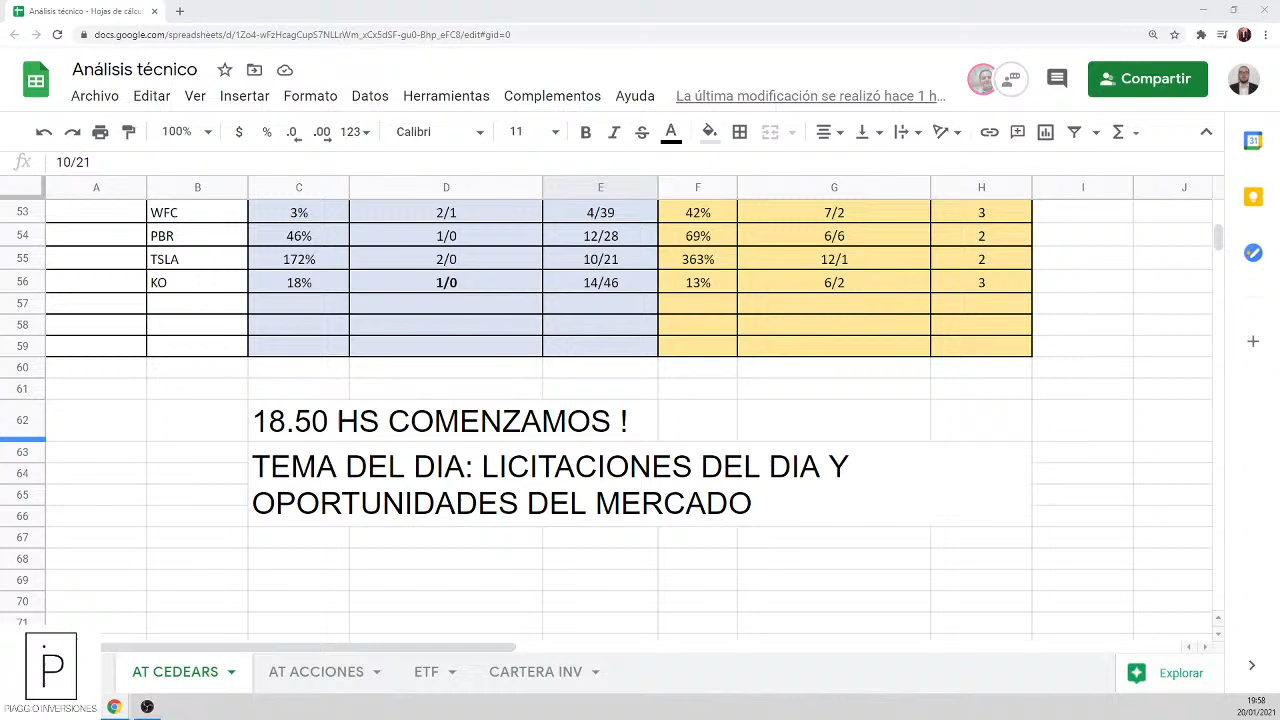 Análisis técnico - Hojas de cálcu
docs.google.com/spreadsheets/d/1Zo4-wFzHcagCupS7NLLrWm_xCx5dSF-gu0-Bhp_eFC8/edit#gid=0
Análisis técnico
Compartir
Archivo Editar Ver Insertar Formato Datos Herramientas Complementos Ayuda La última modificación se realizó hace 1 h...
100% $ % .0 .00 123 Calibri 11 B I S A
fx 10/21
A B C D E F G H I J
53 WFC 3% 2/1 4/39 42% 7/2 3
54 PBR 46% 1/0 12/28 69% 6/6 2
55 TSLA 172% 2/0 10/21 363% 12/1 2
56 KO 18% 1/0 14/46 13% 6/2 3
57
58
59
60
61
62 18.50 HS COMENZAMOS !
63
64 TEMA DEL DIA: LICITACIONES DEL DIA Y
65
66 OPORTUNIDADES DEL MERCADO
67
68
69
70
71
AT CEDEARS AT ACCIONES ETF CARTERA INV Explorar
PIAGGIO INVERSIONES
19:58
20/01/2021